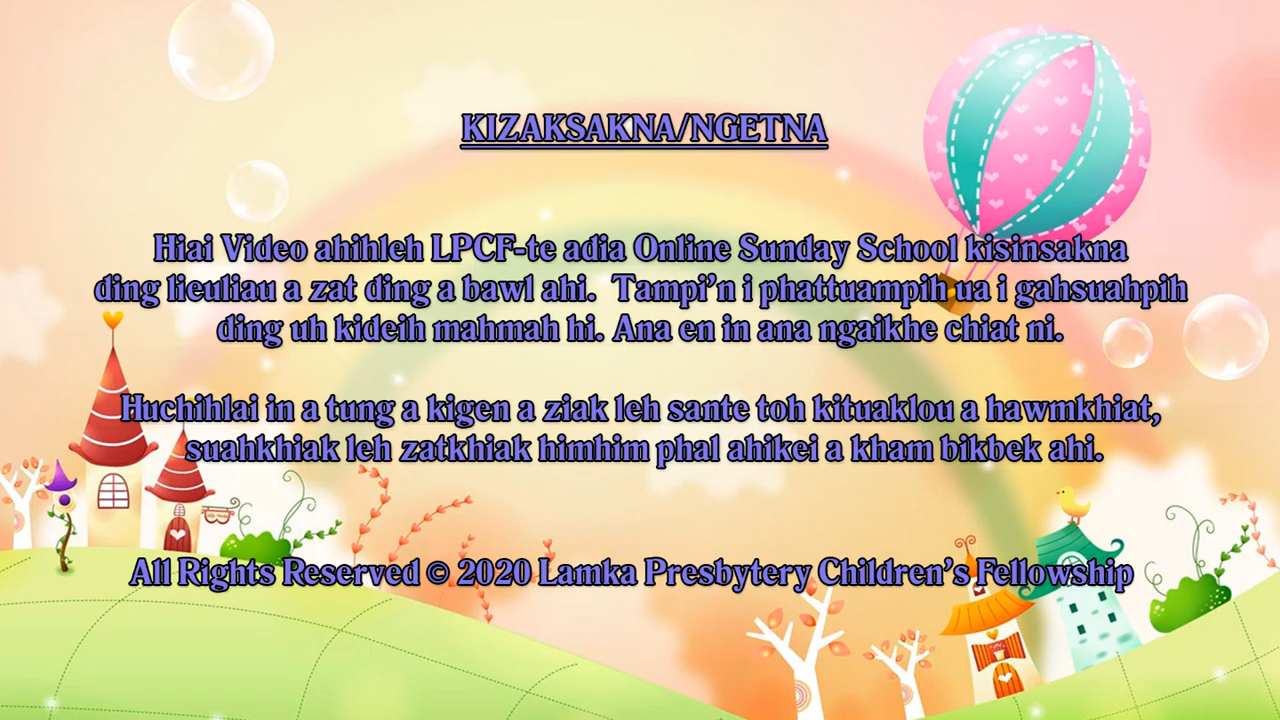 KIZAKSAKNA/NGETNA
Hiai Video ahihleh LPCF-te adia Online Sunday School kisinsakna
ding lieuliau a zat ding a bawl ahi. Tampi'n i phattuampih ua i gahsuahpih
ding uh kideih mahmah hi. Ana en in ana ngaikhe chiat ni.
Huchihlai in a tung a kigen a ziak leh sante toh kituaklou a hawmkhiat,
suahkhiak leh zatkhiak himhim phal ahikei a kham bikbek ahi.
All Rights Reserved © 2020 Lamka Presbytery Children's Fellowship